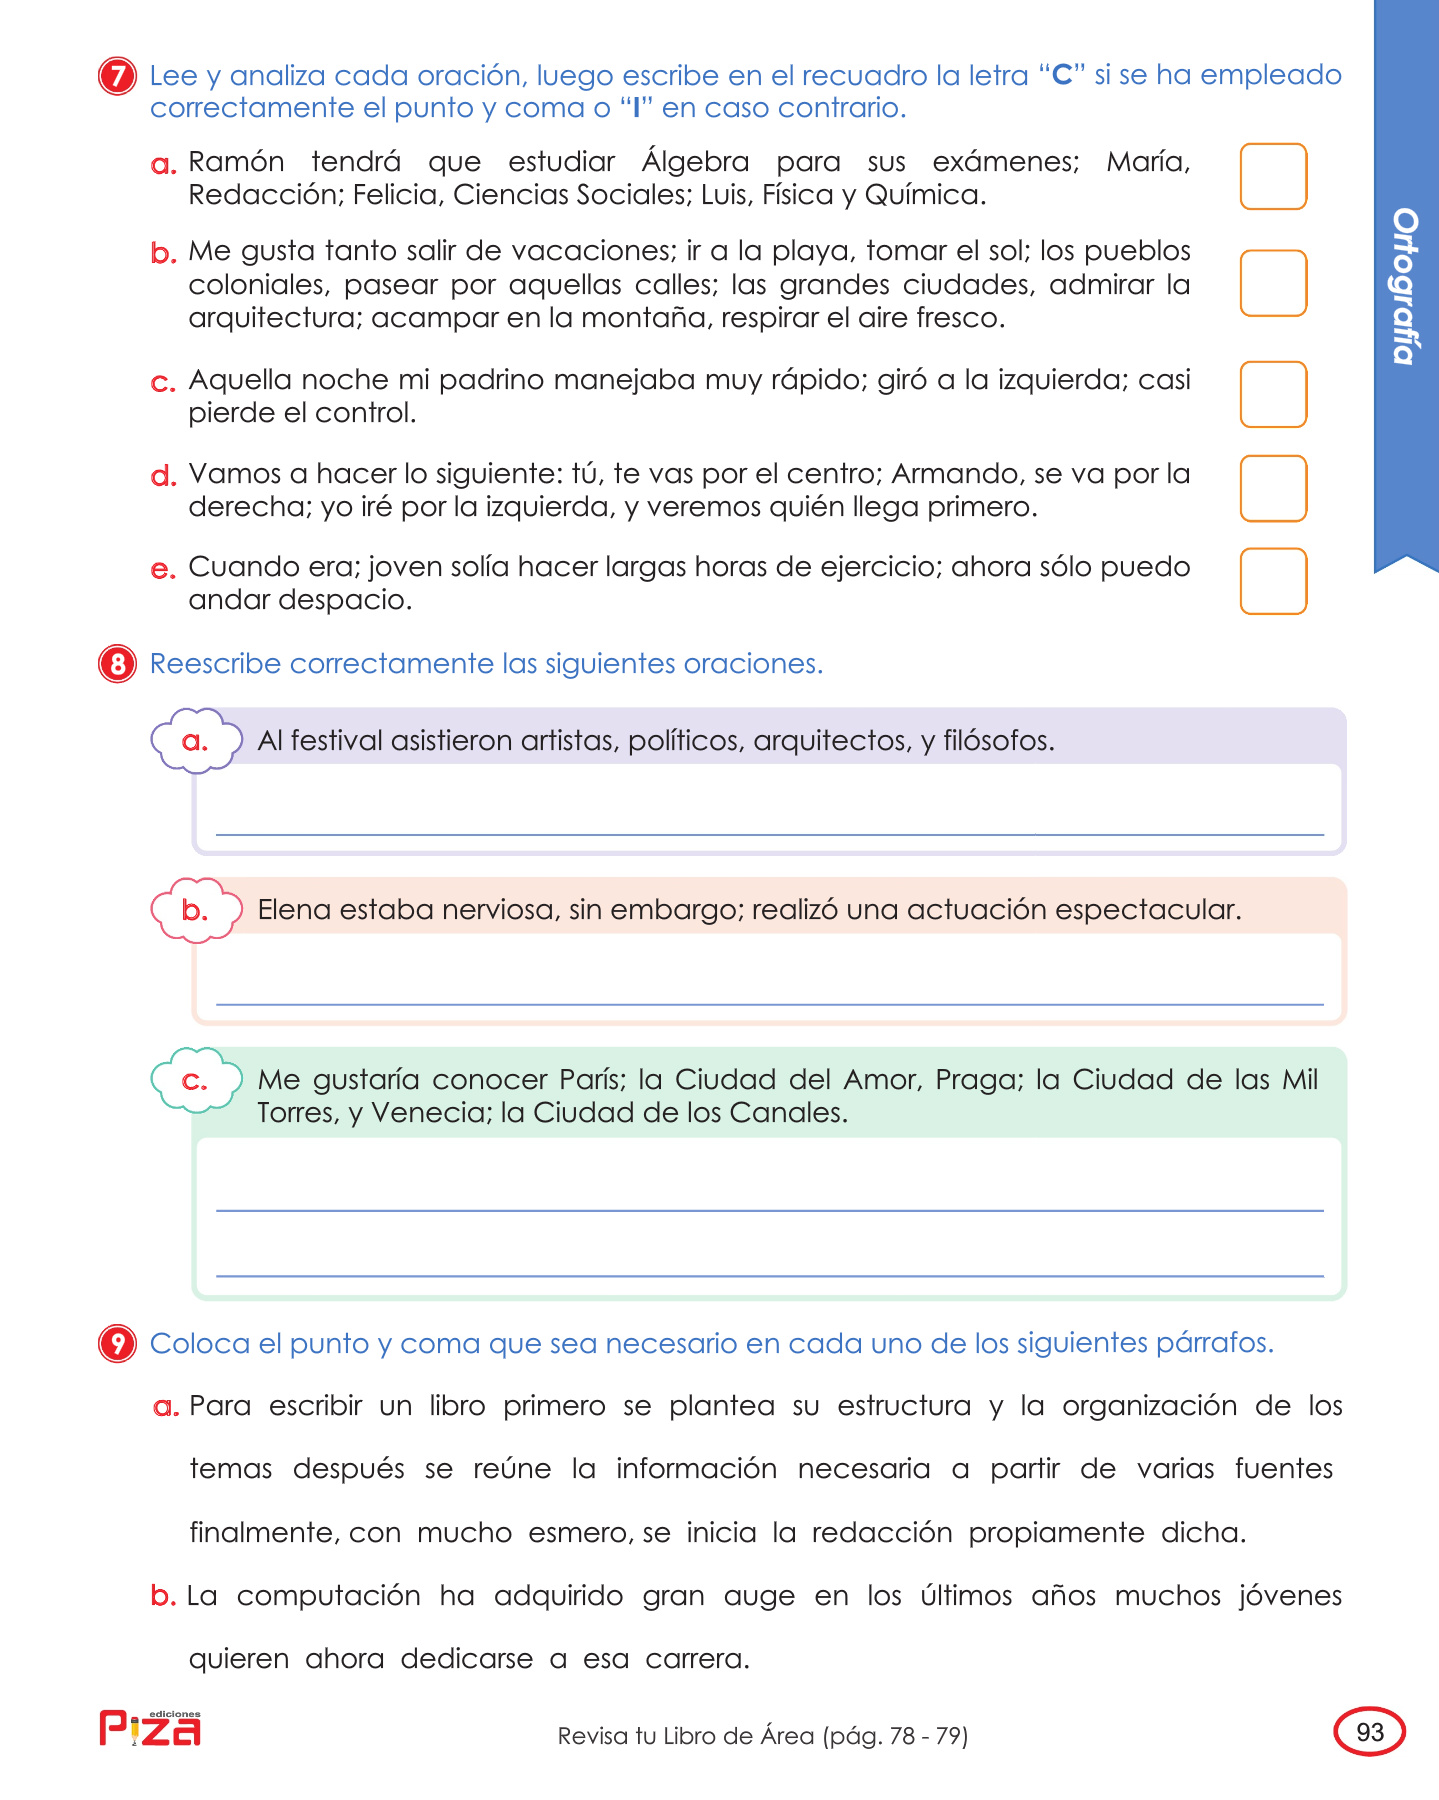 7 Lee y analiza cada oración, luego escribe en el recuadro la letra “C” si se ha empleado
correctamente el punto y coma o “I” en caso contrario.
a. Ramón tendrá que estudiar Álgebra para sus exámenes; María,
Redacción; Felicia, Ciencias Sociales; Luis, Física y Química.
b. Me gusta tanto salir de vacaciones; ir a la playa, tomar el sol; los pueblos
coloniales, pasear por aquellas calles; las grandes ciudades, admirar la
arquitectura; acampar en la montaña, respirar el aire fresco.
c. Aquella noche mi padrino manejaba muy rápido; giró a la izquierda; casi
pierde el control.
d. Vamos a hacer lo siguiente: tú, te vas por el centro; Armando, se va por la
derecha; yo iré por la izquierda, y veremos quién llega primero.
e. Cuando era; joven solía hacer largas horas de ejercicio; ahora sólo puedo
andar despacio.
Ortografía
8 Reescribe correctamente las siguientes oraciones.
a. Al festival asistieron artistas, políticos, arquitectos, y filósofos.
b. Elena estaba nerviosa, sin embargo; realizó una actuación espectacular.
c. Me gustaría conocer París; la Ciudad del Amor, Praga; la Ciudad de las Mil
Torres, y Venecia; la Ciudad de los Canales.
9 Coloca el punto y coma que sea necesario en cada uno de los siguientes párrafos.
a. Para escribir un libro primero se plantea su estructura y la organización de los
temas después se reúne la información necesaria a partir de varias fuentes
finalmente, con mucho esmero, se inicia la redacción propiamente dicha.
b. La computación ha adquirido gran auge en los últimos años muchos jóvenes
quieren ahora dedicarse a esa carrera.
ediciones
Piza
Revisa tu Libro de Área (pág. 78 - 79)
93